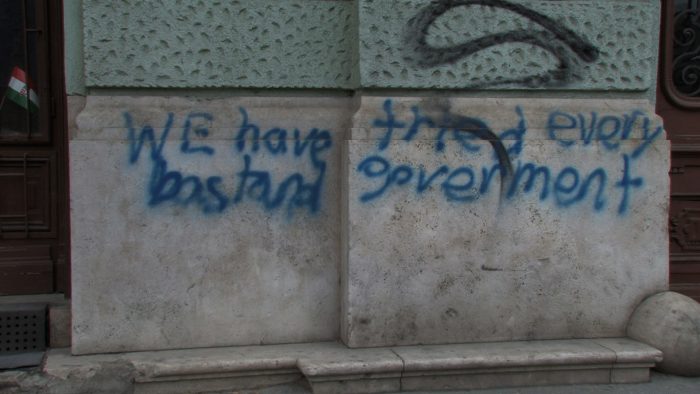 WE have tried every
bastand goverment